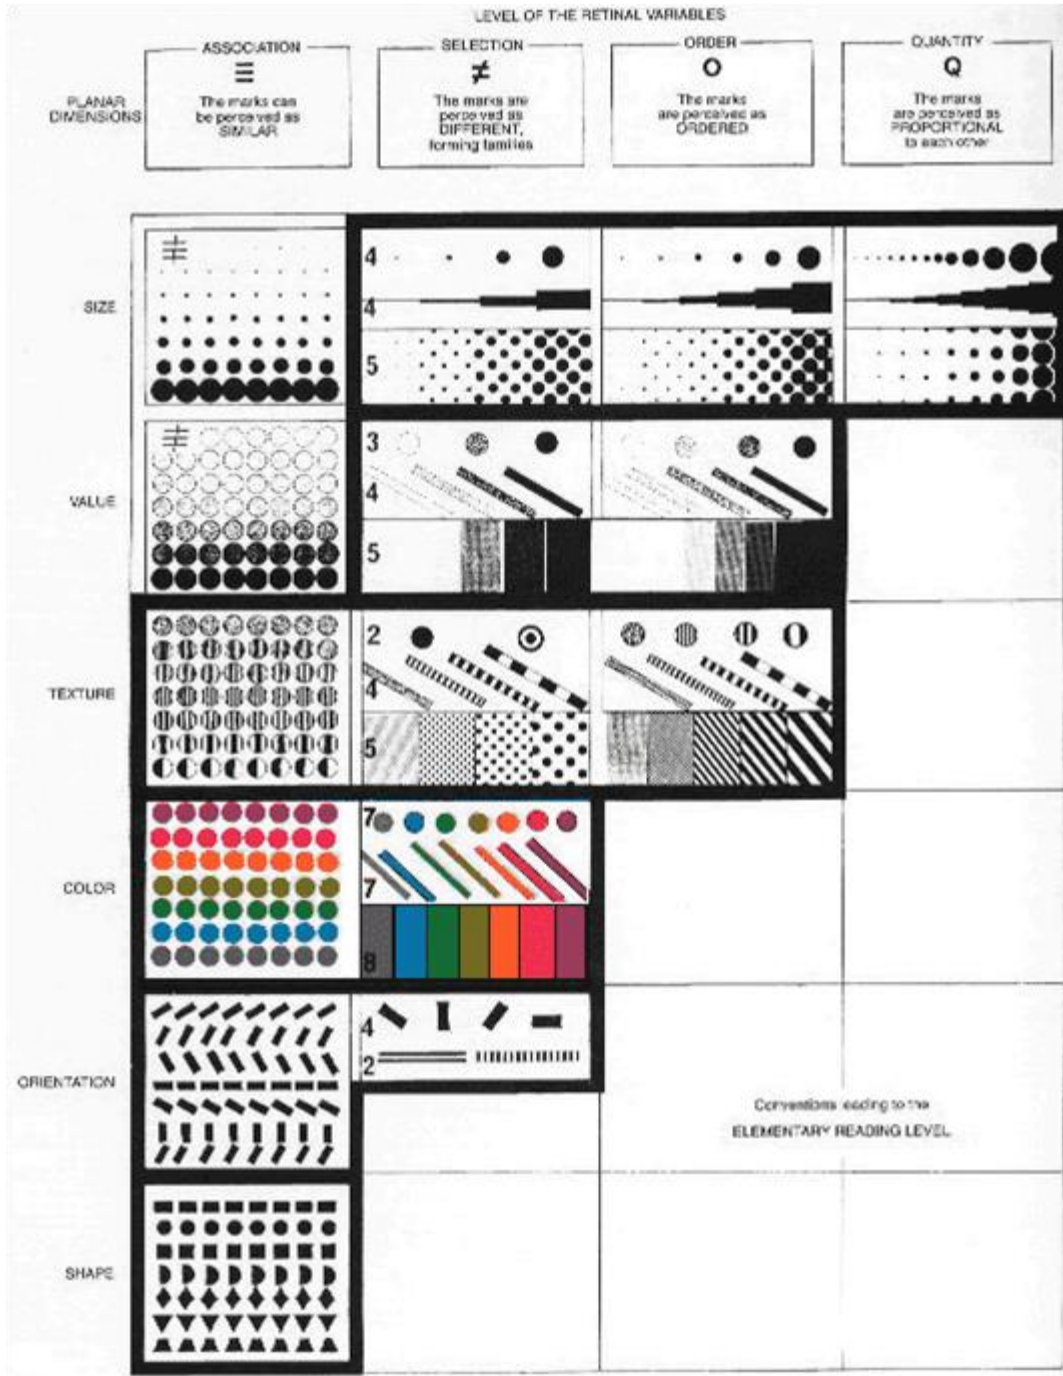 LEVEL OF THE RETINAL VARIABLES
PLANAR
DIMENSIONS
ASSOCIATION
≡
The marks can
be perceived as
SIMILAR
SELECTION
≠
The marks are
perceived as
DIFFERENT,
forming families
ORDER
O
The marks
are perceived as
ORDERED
QUANTITY
Q
The marks
are perceived as
PROPORTIONAL
to each other
SIZE
≢
4
4
5
VALUE
≢
3
4
5
TEXTURE
2
4
5
COLOR
7
7
8
ORIENTATION
4
2
Conventions leading to the
ELEMENTARY READING LEVEL
SHAPE